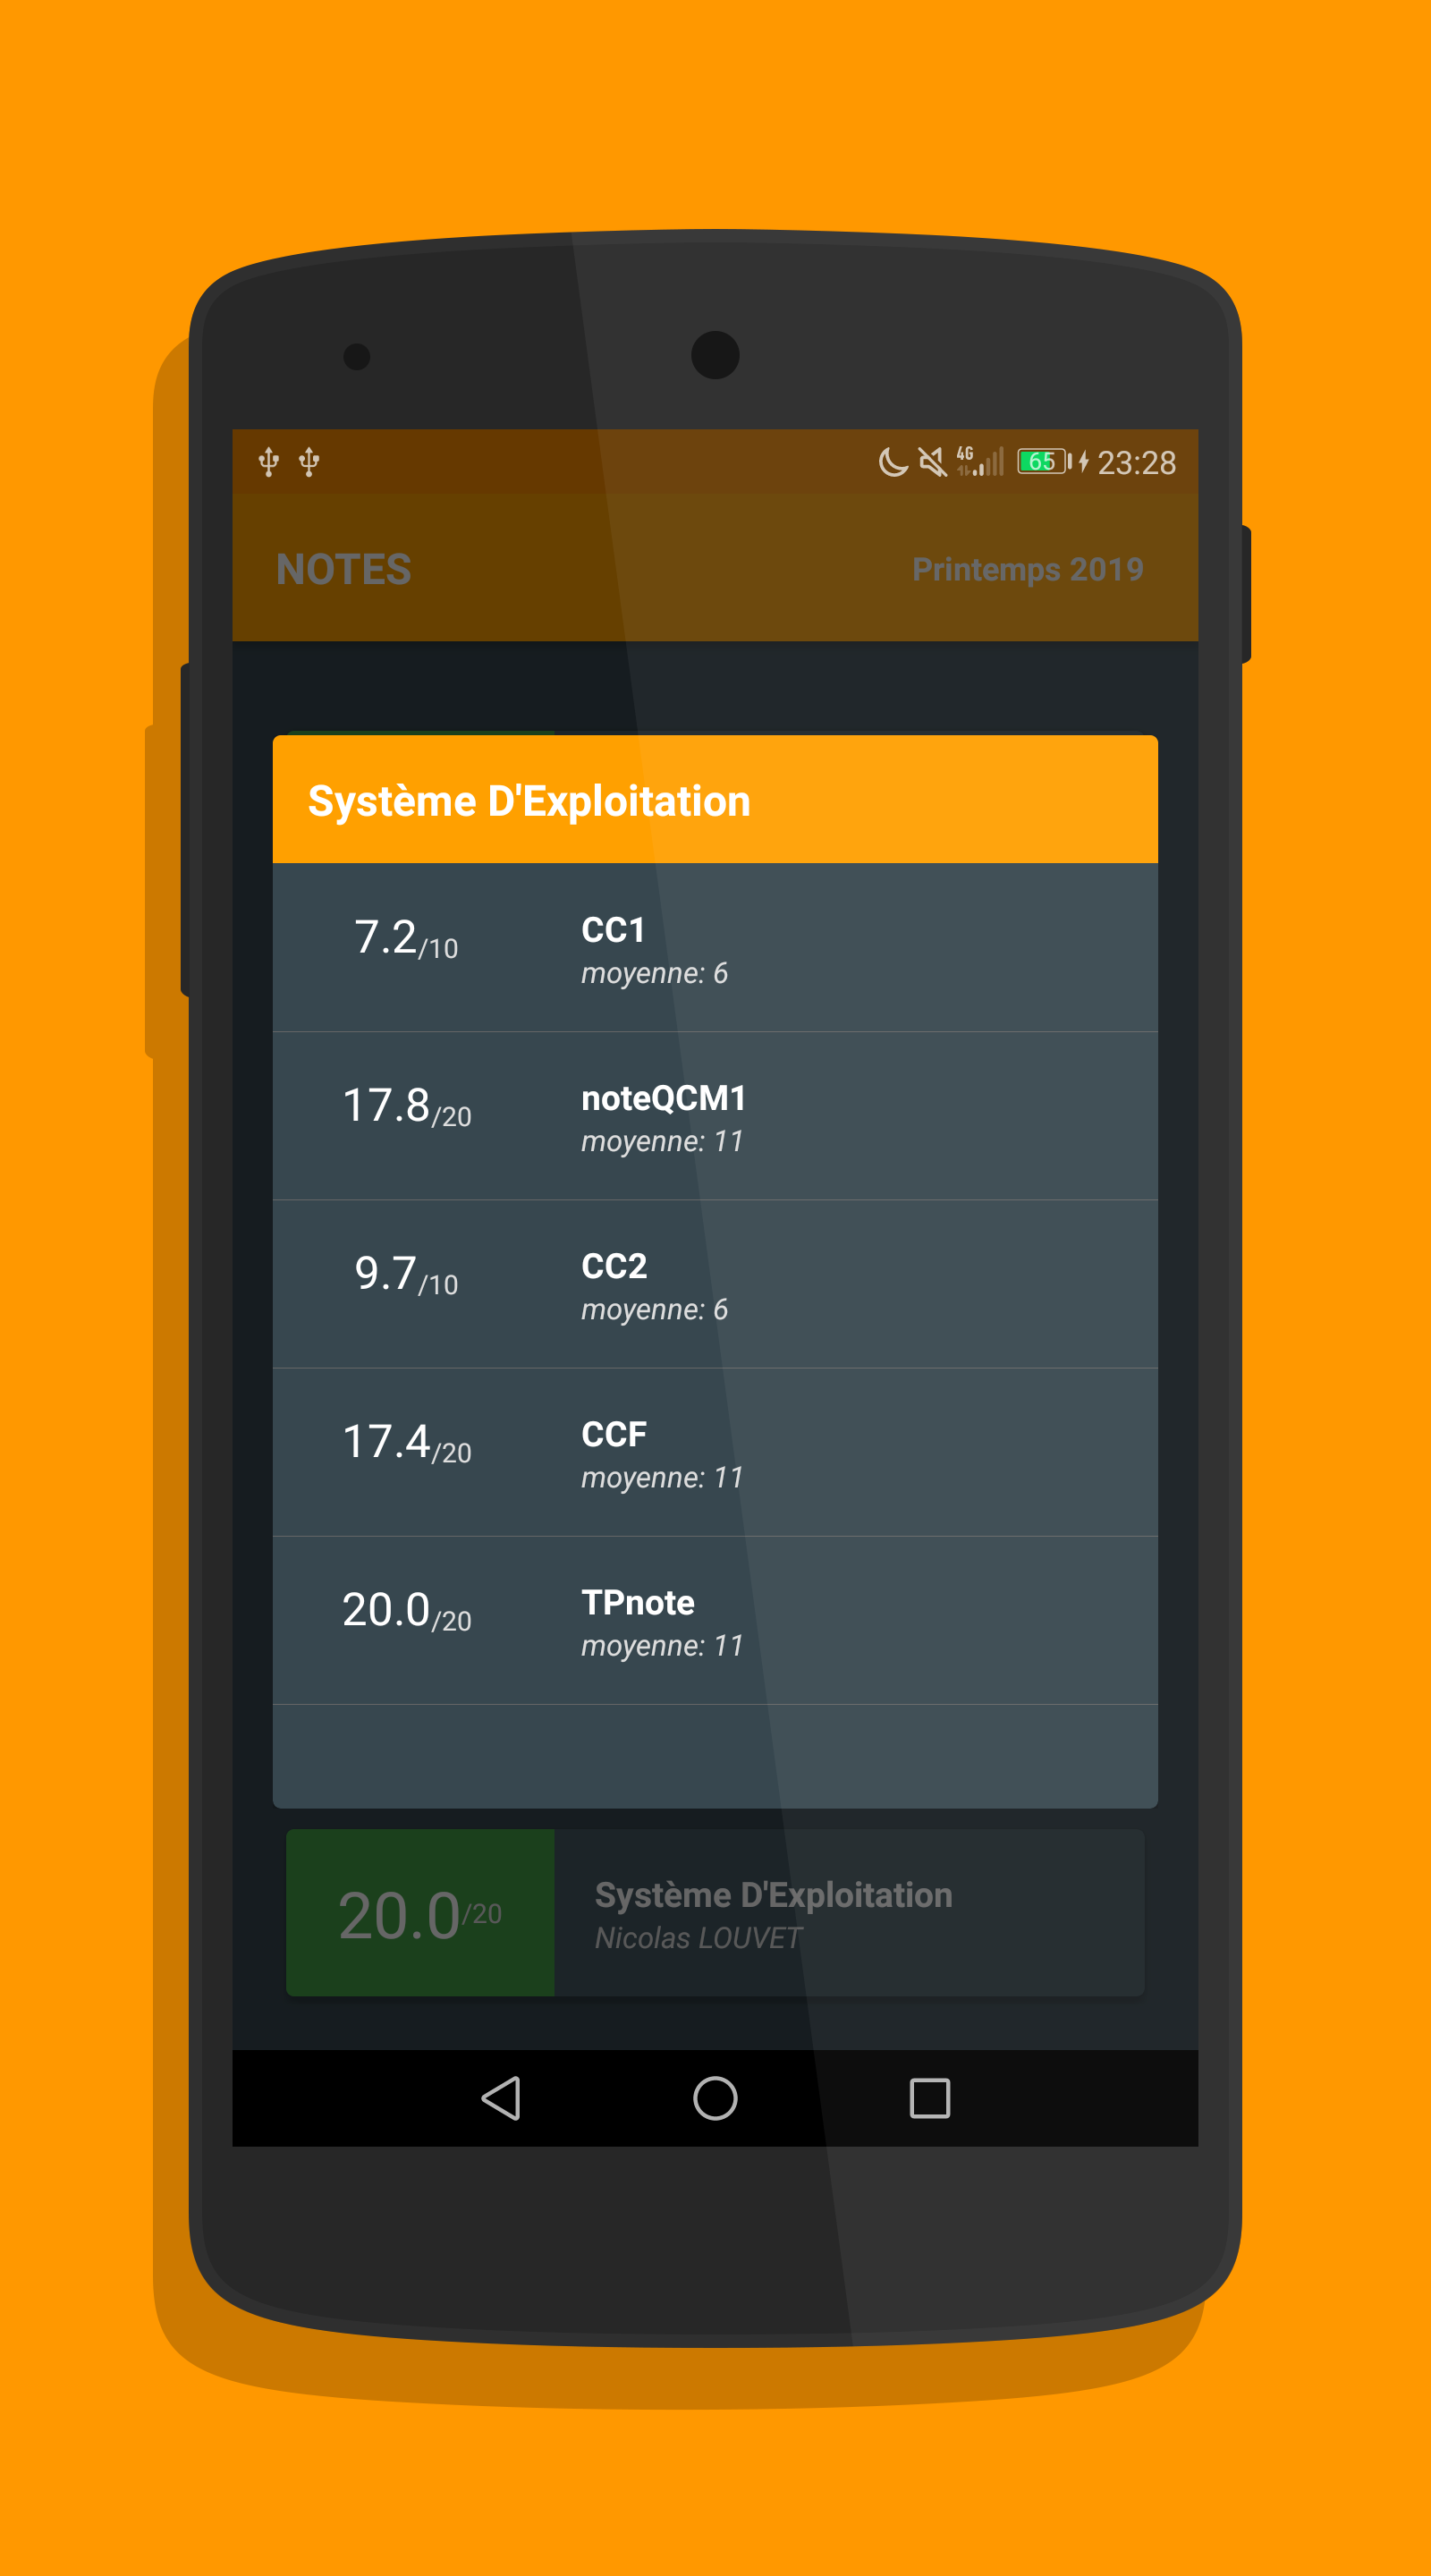 4G 65 23:28
NOTES Printemps 2019
Système D'Exploitation
7.2/10 CC1
moyenne: 6
17.8/20 noteQCM1
moyenne: 11
9.7/10 CC2
moyenne: 6
17.4/20 CCF
moyenne: 11
20.0/20 TPnote
moyenne: 11
20.0/20 Système D'Exploitation
Nicolas LOUVET